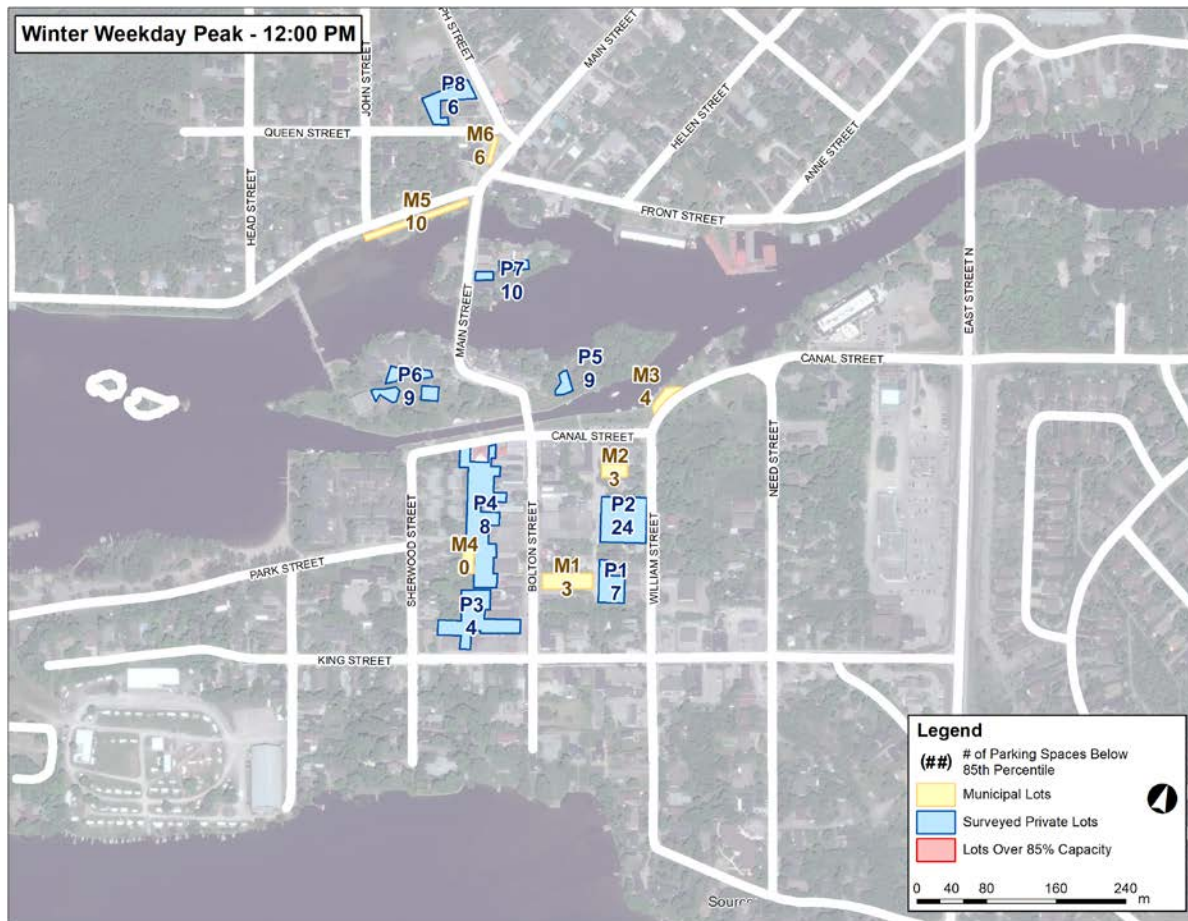 Winter Weekday Peak - 12:00 PM
PH STREET
MAIN STREET
JOHN STREET
P8
6
QUEEN STREET
M6
6
HELEN STREET
ANNE STREET
HEAD STREET
M5
10
FRONT STREET
EAST STREET N
P7
10
MAIN STREET
CANAL STREET
P5
9
P6
9
M3
4
CANAL STREET
M2
3
NEED STREET
P4
8
P2
24
SHERWOOD STREET
BOLTON STREET
WILLIAM STREET
M4
0
M1
3
P1
7
PARK STREET
P3
4
KING STREET
Legend
(##) # of Parking Spaces Below
85th Percentile
Municipal Lots
Surveyed Private Lots
Lots Over 85% Capacity
0 40 80 160 240
m